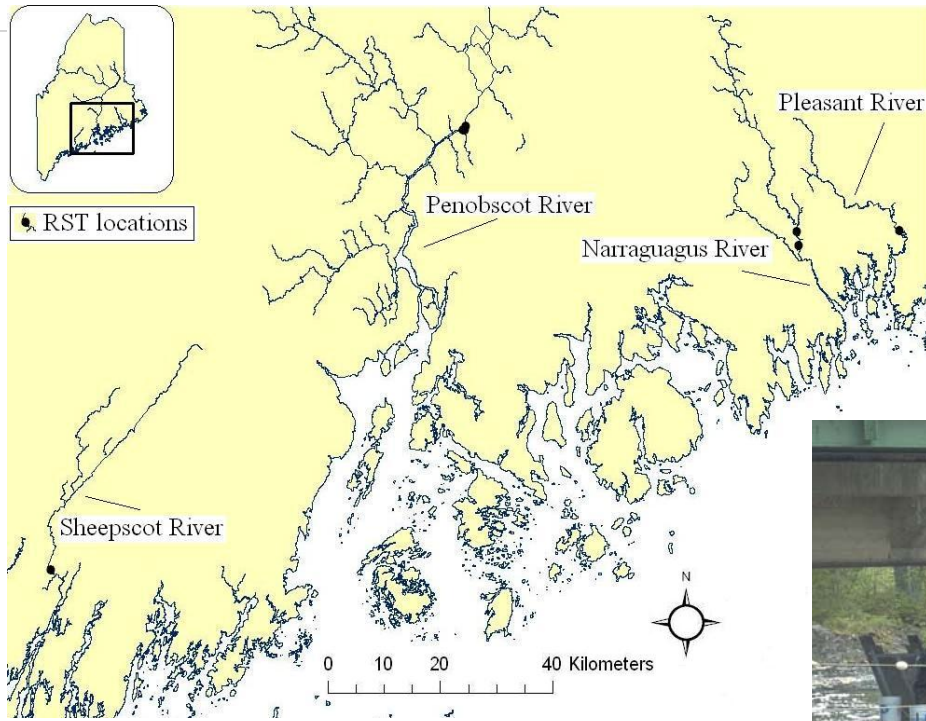 Pleasant River
Penobscot River
RST locations
Narraguagus River
Sheepscot River
N
0 10 20 40 Kilometers